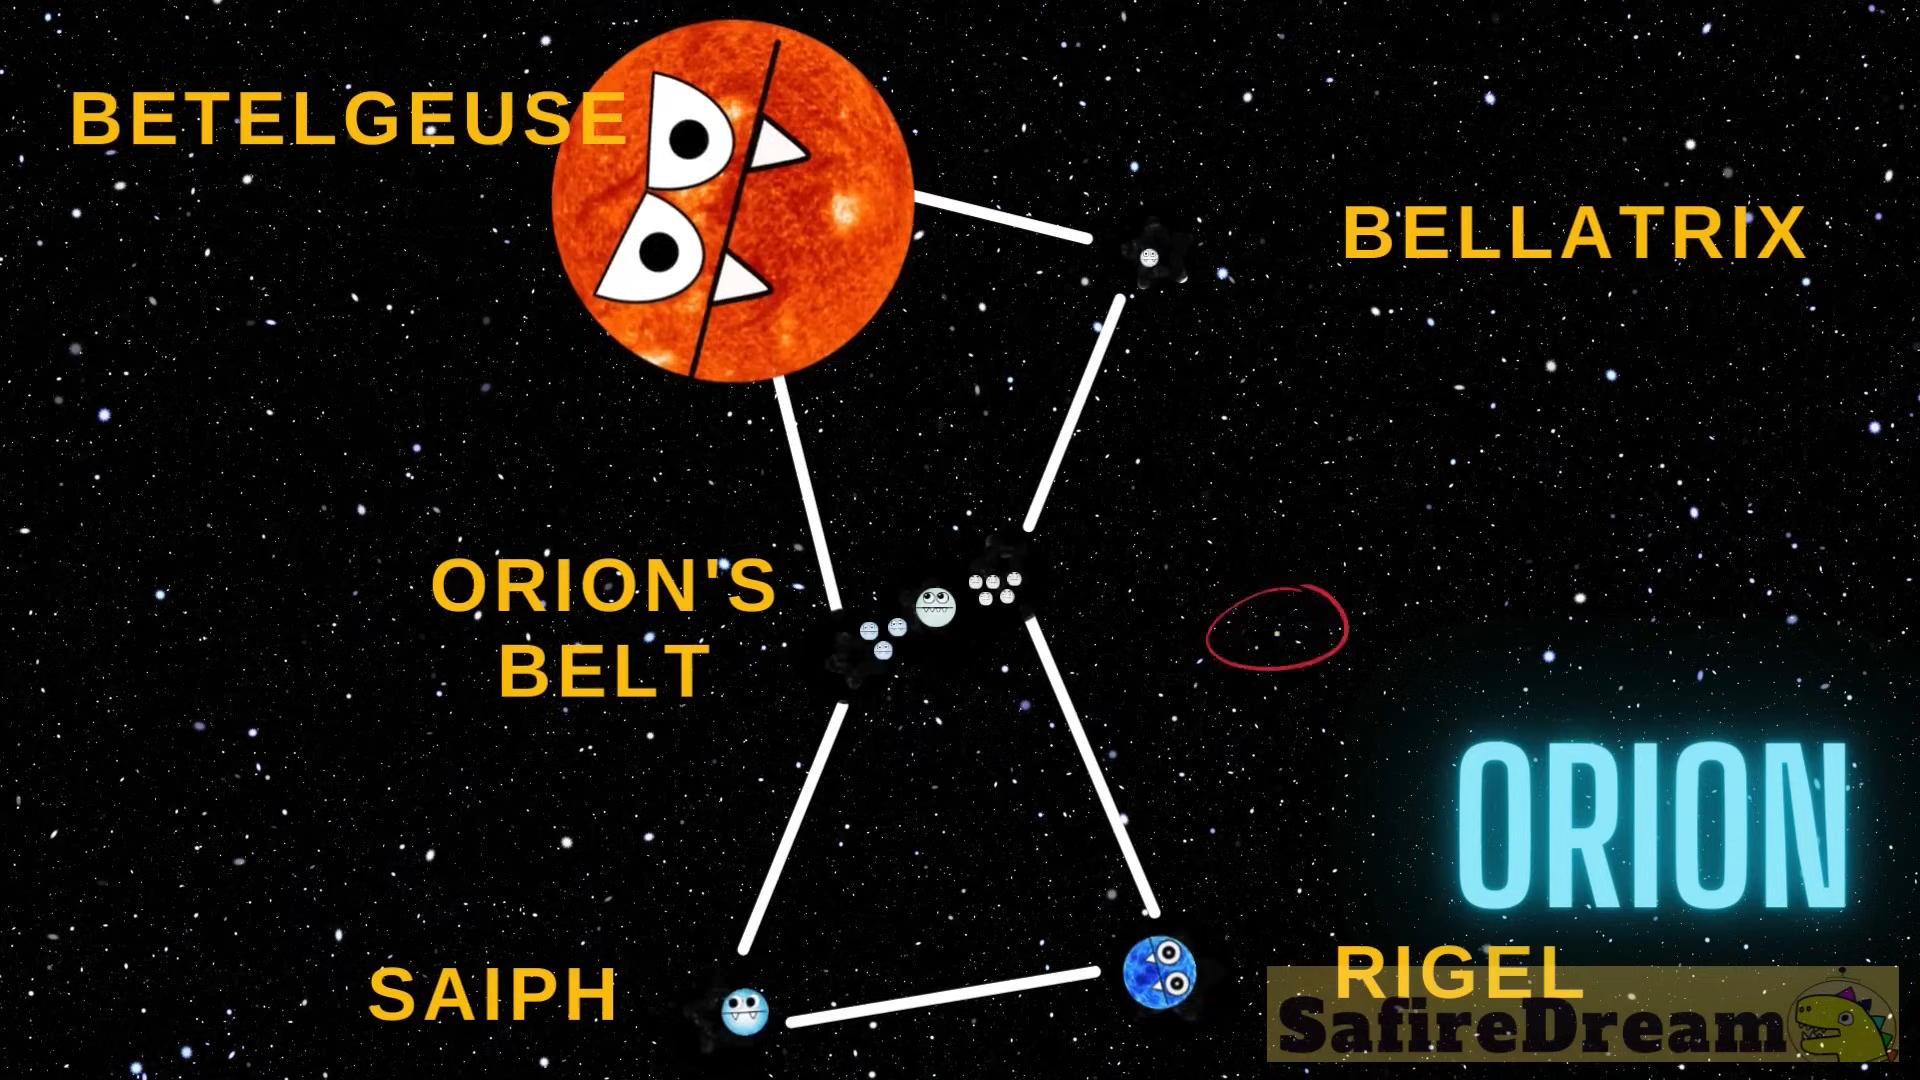 BETELGEUSE
BELLATRIX
ORION'S
BELT
ORION
SAIPH
RIGEL
SafireDream